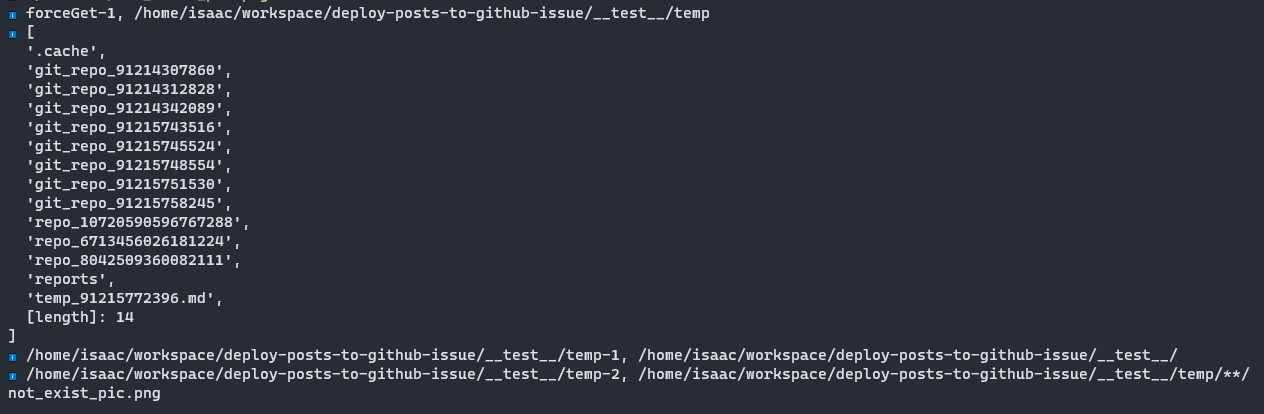 forceGet-1, /home/isaac/workspace/deploy-posts-to-github-issue/__test__/temp
[
'.cache',
'git_repo_91214307860',
'git_repo_91214312828',
'git_repo_91214342089',
'git_repo_91215743516',
'git_repo_91215745524',
'git_repo_91215748554',
'git_repo_91215751530',
'git_repo_91215758245',
'repo_10720590596767288',
'repo_6713456026181224',
'repo_8042509360082111',
'reports',
'temp_91215772396.md',
[length]: 14
]
/home/isaac/workspace/deploy-posts-to-github-issue/__test__/temp-1, /home/isaac/workspace/deploy-posts-to-github-issue/__test__/
/home/isaac/workspace/deploy-posts-to-github-issue/__test__/temp-2, /home/isaac/workspace/deploy-posts-to-github-issue/__test__/temp/**/
not_exist_pic.png